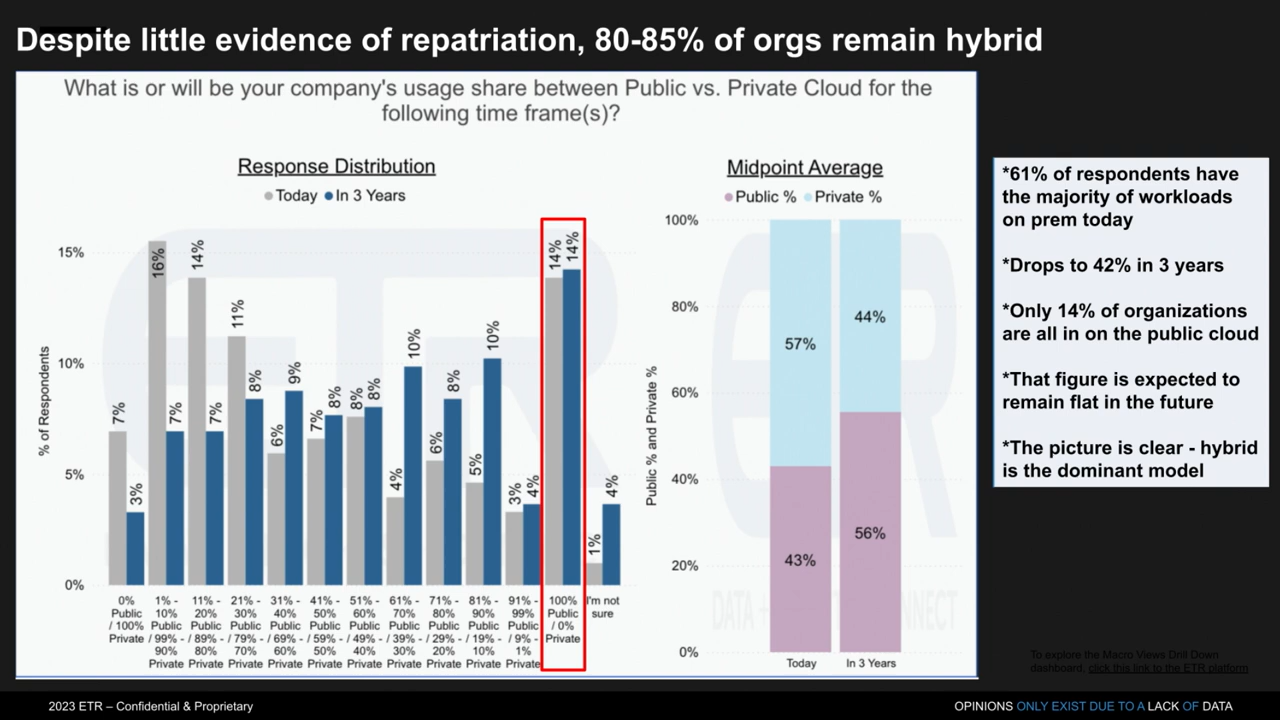 Despite little evidence of repatriation, 80-85% of orgs remain hybrid
What is or will be your company's usage share between Public vs. Private Cloud for the
following time frame(s)?
Response Distribution
Today In 3 Years
% of Respondents
15%
10%
5%
0%
7% 3% 16% 7% 14% 7% 11% 8% 6% 9% 7% 8% 8% 8% 4% 10% 6% 8% 5% 10% 3% 4% 14% 14% 1% 4%
0%
Public
/ 100%
Private
1% -
10%
Public
/ 99% -
90%
Private
11% -
20%
Public
/ 89% -
80%
Private
21% -
30%
Public
/ 79% -
70%
Private
31% -
40%
Public
/ 69% -
60%
Private
41% -
50%
Public
/ 59% -
50%
Private
51% -
60%
Public
/ 49% -
40%
Private
61% -
70%
Public
/ 39% -
30%
Private
71% -
80%
Public
/ 29% -
20%
Private
81% -
90%
Public
/ 19% -
10%
Private
91% -
99%
Public
/ 9% -
1%
Private
100%
Public
/ 0%
Private
I'm not
sure
Midpoint Average
Public % Private %
Public % and Private %
100%
80%
60%
40%
20%
0%
57%
43%
44%
56%
Today
In 3 Years
*61% of respondents have
the majority of workloads
on prem today
*Drops to 42% in 3 years
*Only 14% of organizations
are all in on the public cloud
*That figure is expected to
remain flat in the future
*The picture is clear - hybrid
is the dominant model
To explore the Macro Views Drill Down
dashboard, click this link to the ETR platform
2023 ETR – Confidential & Proprietary
OPINIONS ONLY EXIST DUE TO A LACK OF DATA